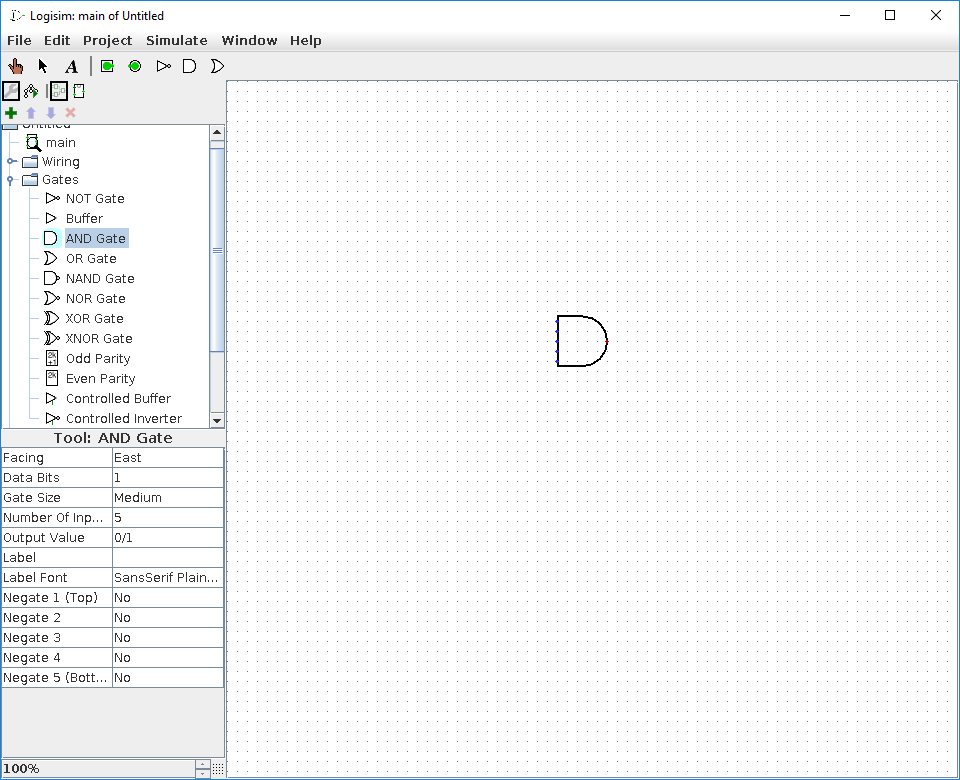 Logisim: main of Untitled
File Edit Project Simulate Window Help
A
Untitled
main
Wiring
Gates
NOT Gate
Buffer
AND Gate
OR Gate
NAND Gate
NOR Gate
XOR Gate
XNOR Gate
Odd Parity
Even Parity
Controlled Buffer
Controlled Inverter
Tool: AND Gate
Facing East
Data Bits 1
Gate Size Medium
Number Of Inp... 5
Output Value 0/1
Label
Label Font SansSerif Plain...
Negate 1 (Top) No
Negate 2 No
Negate 3 No
Negate 4 No
Negate 5 (Bott... No
100%